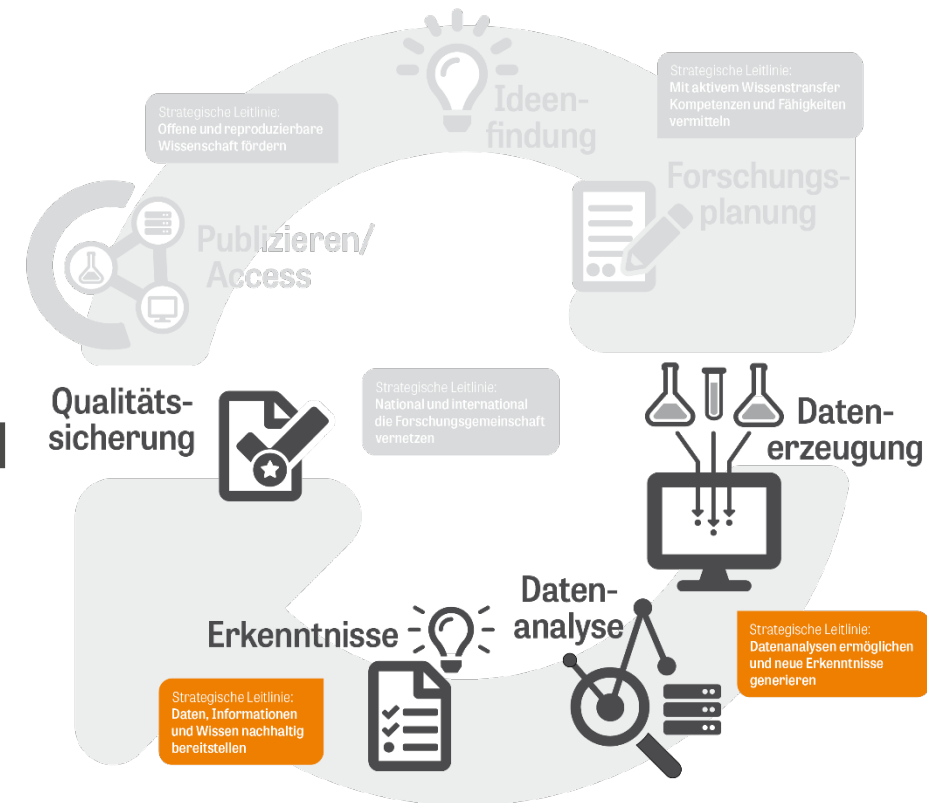 Ideen-
findung
Strategische Leitlinie:
Mit aktivem Wissenstransfer
Kompetenzen und Fähigkeiten
vermitteln
Strategische Leitlinie:
Offene und reproduzierbare
Wissenschaft fördern
Forschungs-
planung
Publizieren/
Access
Strategische Leitlinie:
National und international
die Forschungsgemeinschaft
vernetzen
Qualitäts-
sicherung
Daten-
erzeugung
Daten-
analyse
Erkenntnisse
Strategische Leitlinie:
Datenanalysen ermöglichen
und neue Erkenntnisse
generieren
Strategische Leitlinie:
Daten, Informationen
und Wissen nachhaltig
bereitstellen